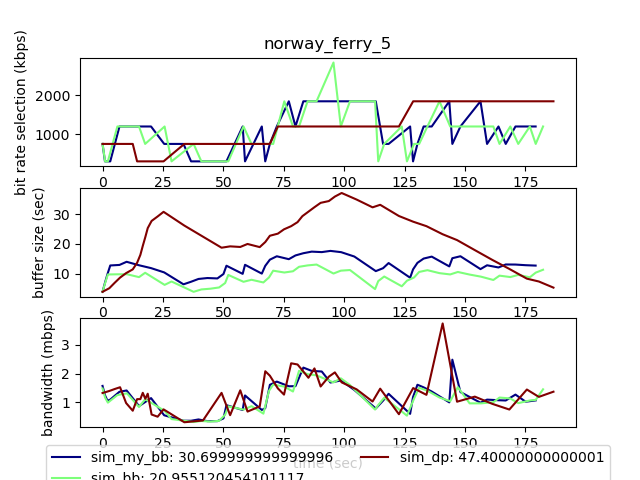 norway_ferry_5
bit rate selection (kbps)
2000
1000
0 25 50 75 100 125 150 175
buffer size (sec)
30
20
10
0 25 50 75 100 125 150 175
bandwidth (mbps)
3
2
1
0 25 50 75 100 125 150 175
time (sec)
sim_my_bb: 30.699999999999996 sim_dp: 47.40000000000001
sim_bb: 20.955120454101117